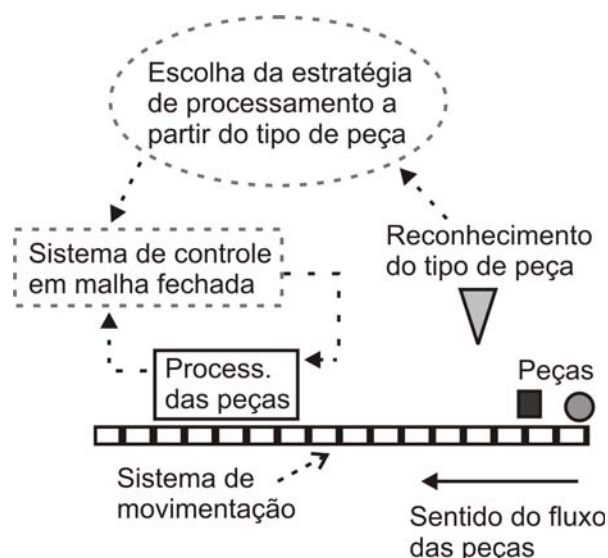 Escolha da estratégia
de processamento a
partir do tipo de peça
Sistema de controle
em malha fechada
Reconhecimento
do tipo de peça
Process.
das peças
Peças
Sistema de
movimentação
Sentido do fluxo
das peças